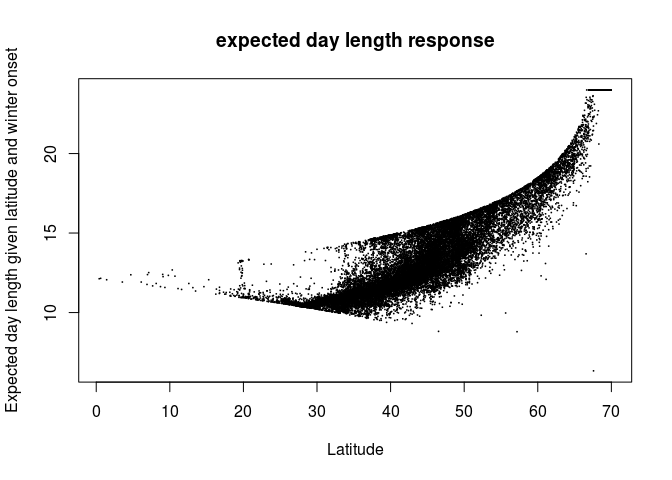 expected day length response
Expected day length given latitude and winter onset
20
15
10
0 10 20 30 40 50 60 70
Latitude